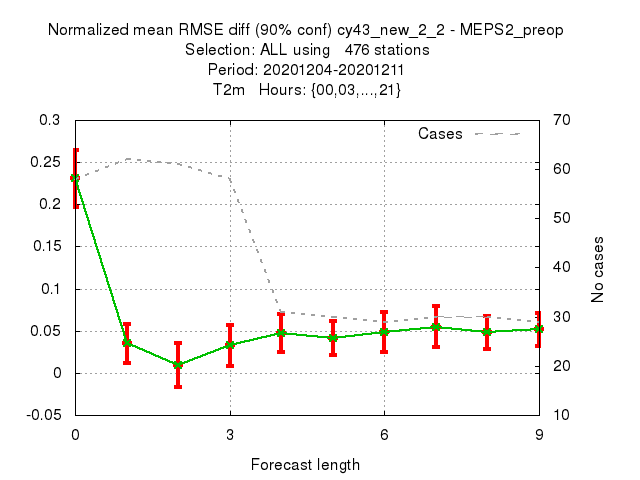 Normalized mean RMSE diff (90% conf) cy43_new_2_2 - MEPS2_preop
Selection: ALL using   476 stations
Period: 20201204-20201211
T2m   Hours: {00,03,...,21}
0.3
0.25
0.2
0.15
0.1
0.05
0
-0.05
70
60
50
40
30
20
10
Cases
No cases
0 3 6 9
Forecast length